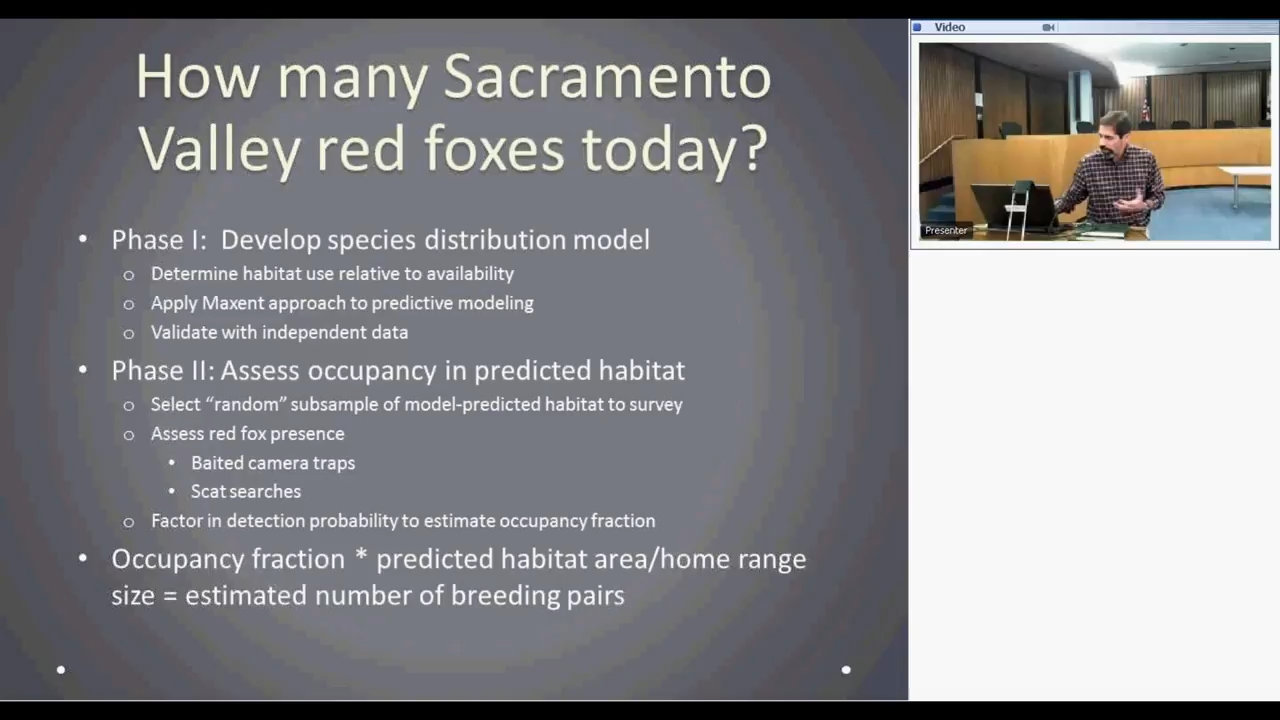 How many Sacramento
Valley red foxes today?
• Phase I: Develop species distribution model
o Determine habitat use relative to availability
o Apply Maxent approach to predictive modeling
o Validate with independent data
• Phase II: Assess occupancy in predicted habitat
o Select “random” subsample of model-predicted habitat to survey
o Assess red fox presence
• Baited camera traps
• Scat searches
o Factor in detection probability to estimate occupancy fraction
• Occupancy fraction * predicted habitat area/home range
size = estimated number of breeding pairs
Video
Presenter